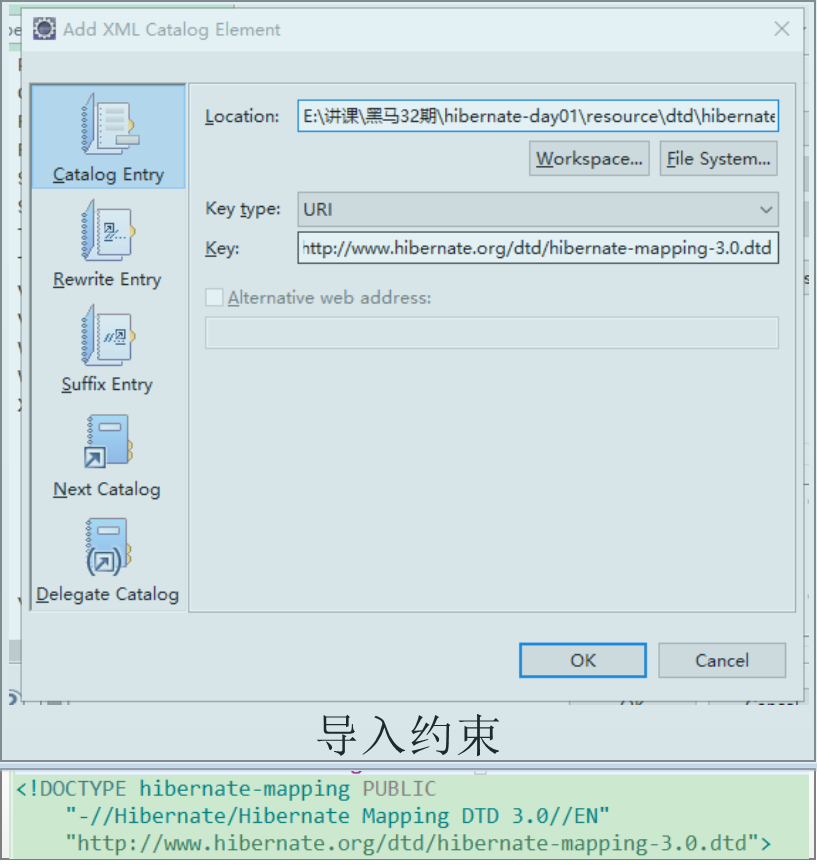 Add XML Catalog Element
Catalog Entry
Rewrite Entry
Suffix Entry
Next Catalog
Delegate Catalog
Location:
E:\讲课\黑马32期\hibernate-day01\resource\dtd\hibernate
Workspace...
File System...
Key type:
URI
Key:
http://www.hibernate.org/dtd/hibernate-mapping-3.0.dtd
Alternative web address:
OK
Cancel
导入约束
<!DOCTYPE hibernate-mapping PUBLIC
"-//Hibernate/Hibernate Mapping DTD 3.0//EN"
"http://www.hibernate.org/dtd/hibernate-mapping-3.0.dtd">